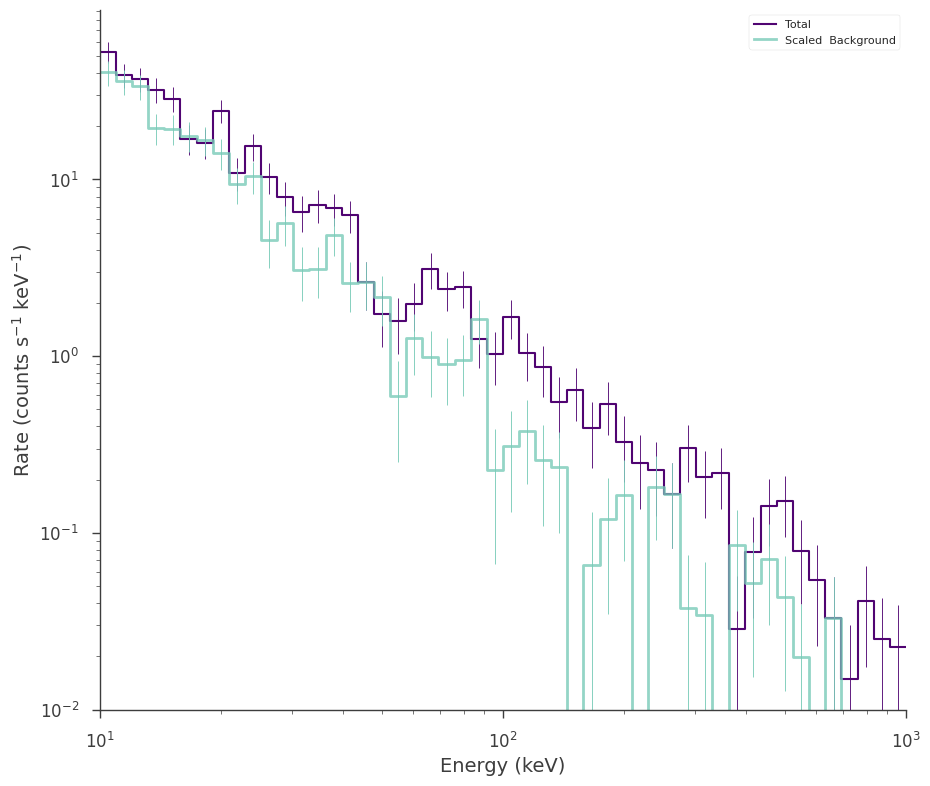 Total
Scaled  Background
Rate (counts s⁻¹ keV⁻¹)
10¹
10⁰
10⁻¹
10⁻²
10¹ 10² 10³
Energy (keV)